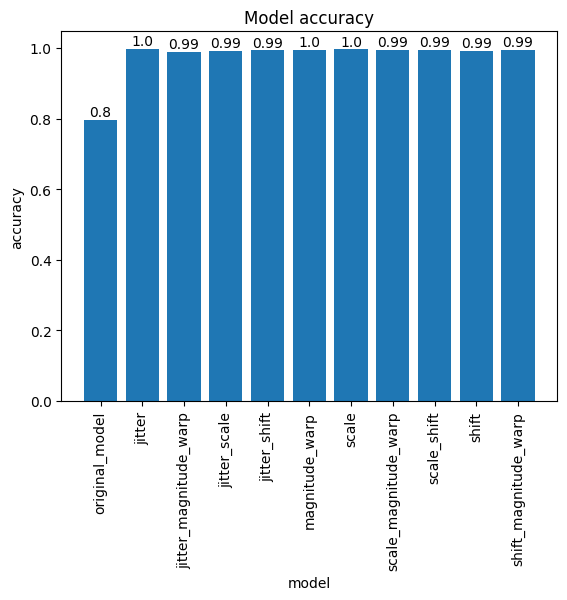 Model accuracy
accuracy
1.0
0.8
0.6
0.4
0.2
0.0
0.8
1.0
0.99
0.99
0.99
1.0
1.0
0.99
0.99
0.99
0.99
original_model
jitter
jitter_magnitude_warp
jitter_scale
jitter_shift
magnitude_warp
scale
scale_magnitude_warp
scale_shift
shift
shift_magnitude_warp
model